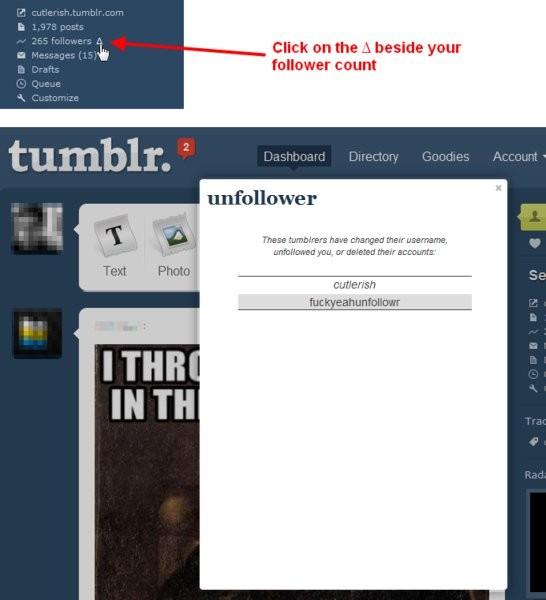 cutlerish.tumblr.com
1,978 posts
265 followers Δ
Messages (15)
Drafts
Queue
Customize
Click on the Δ beside your
follower count
tumblr.
2
Dashboard
Directory
Goodies
Account
unfollower
These tumblrers have changed their username,
unfollowed you, or deleted their accounts:
cutlerish
fuckyeahunfollowr
Text
Photo
I THRO
IN TH
Se
Trac
Rada